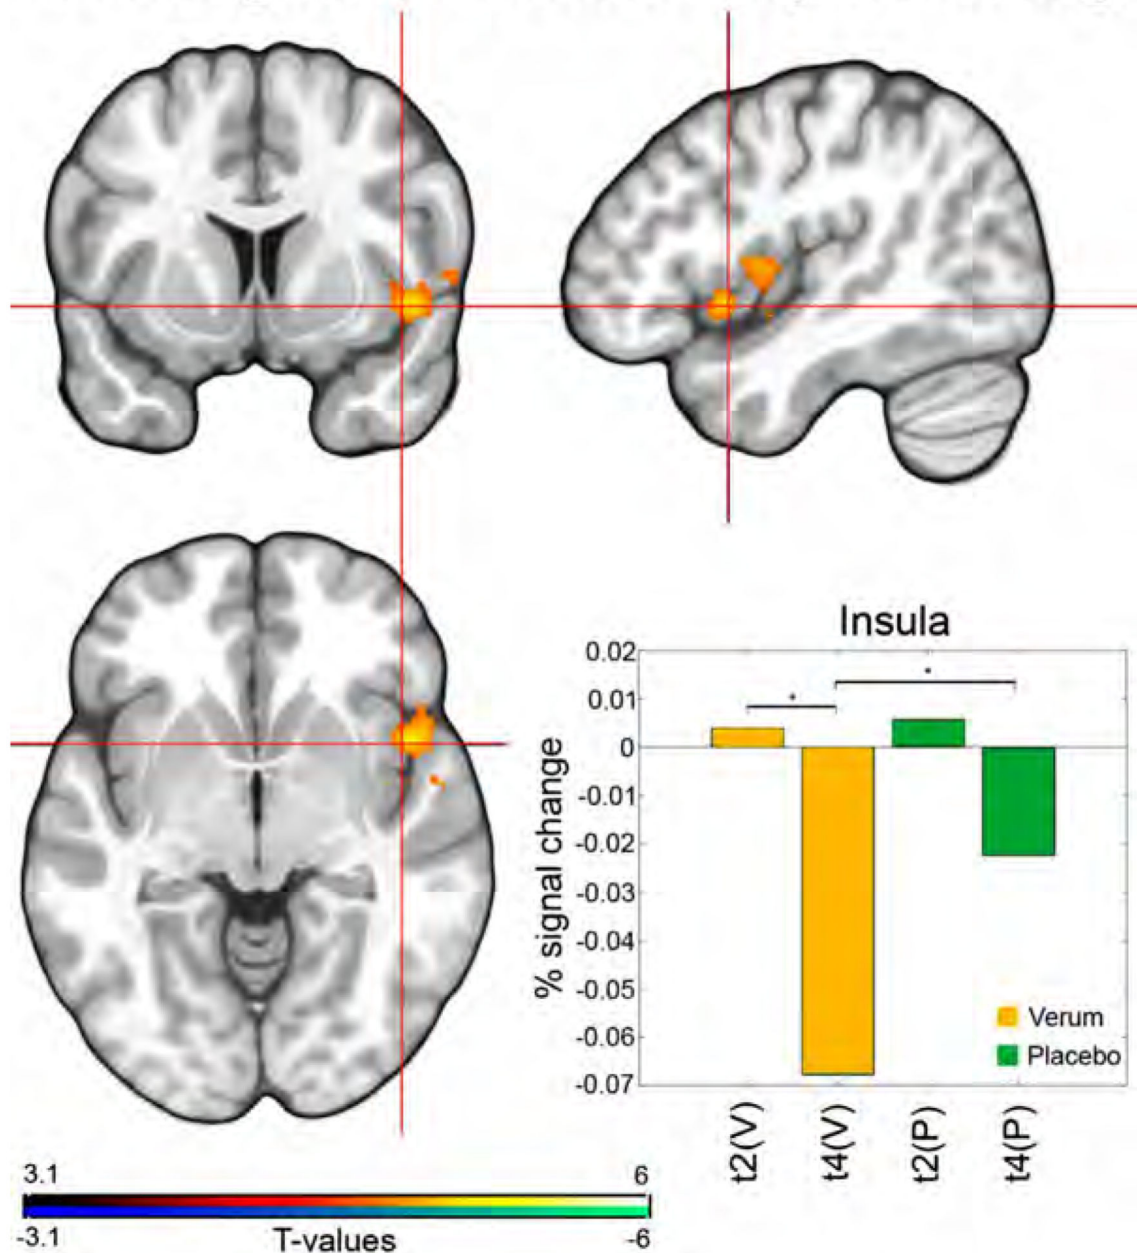 Insula
0.02
0.01
0
-0.01
-0.02
-0.03
-0.04
-0.05
-0.06
-0.07
% signal change
*
*
Verum
Placebo
t2(V)
t4(V)
t2(P)
t4(P)
3.1 6
-3.1 -6
T-values